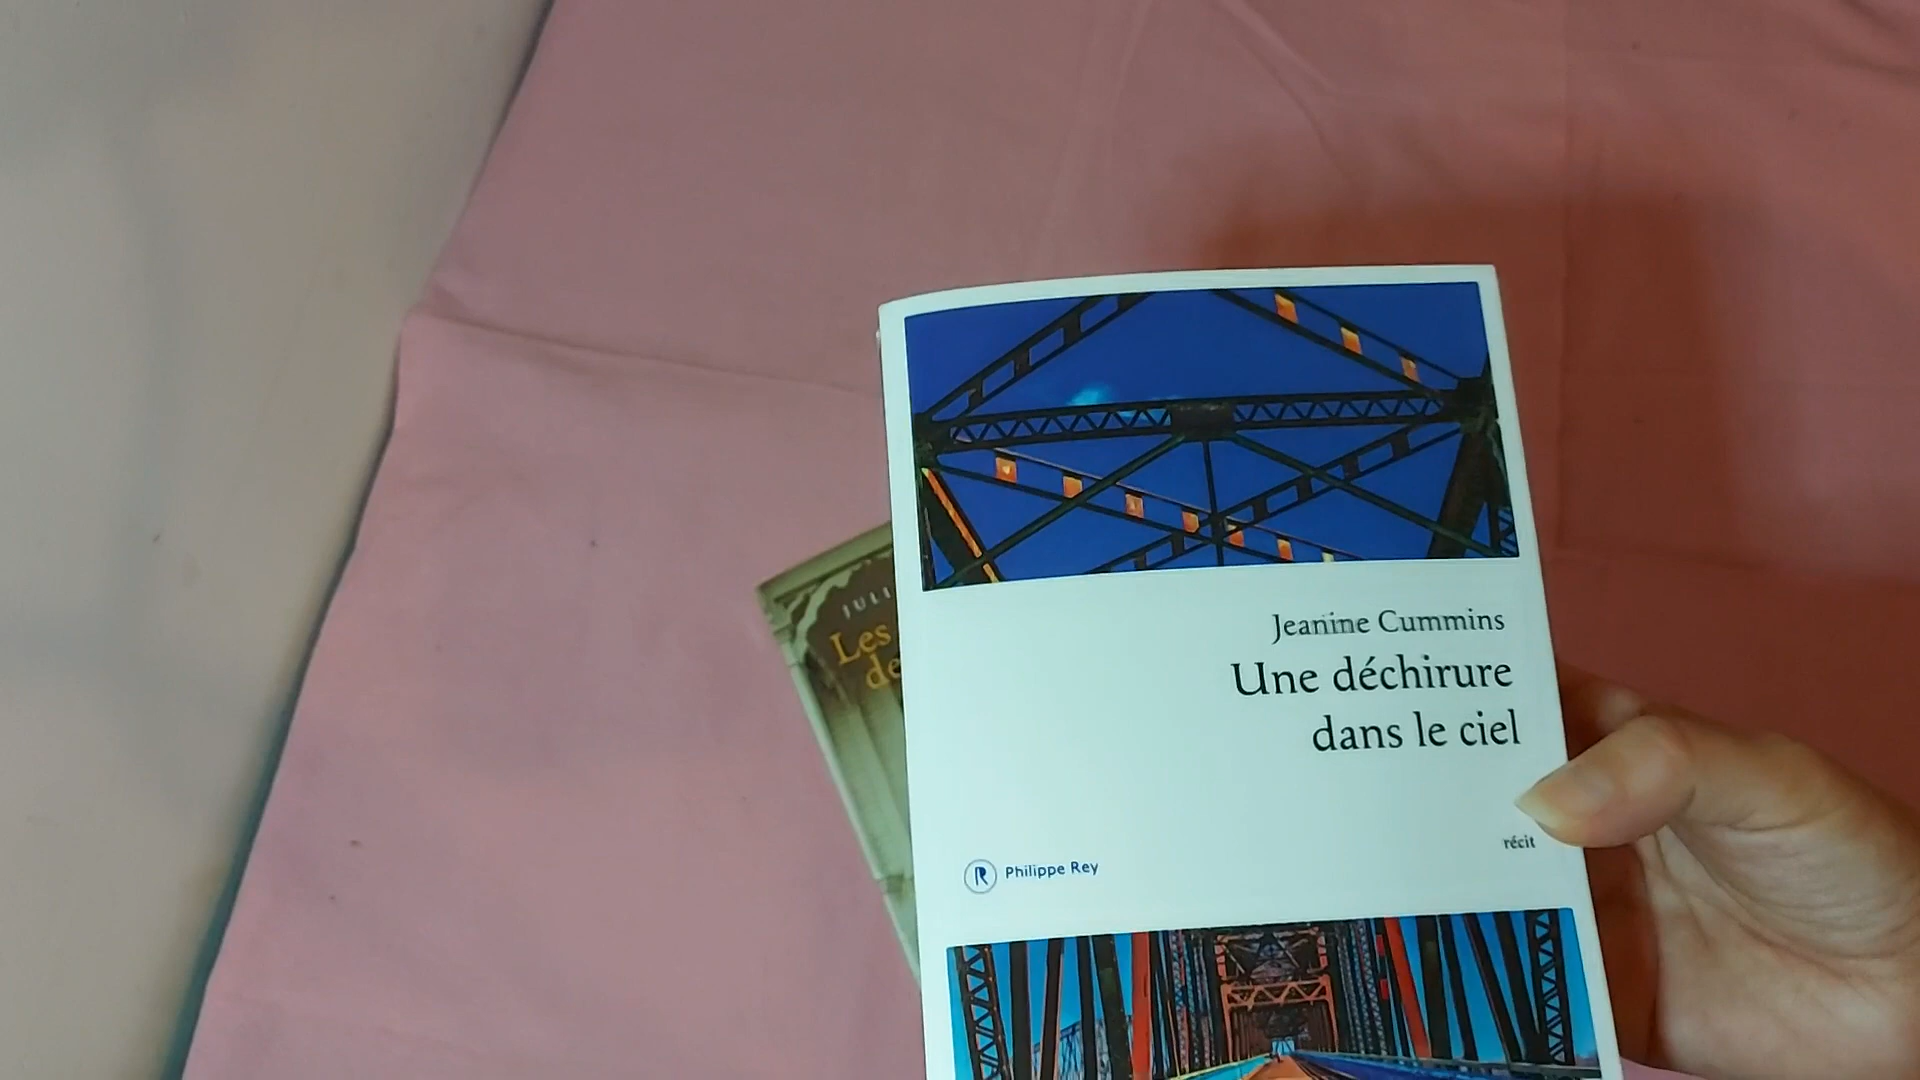 Jeanine Cummins
Une déchirure
dans le ciel
récit
Philippe Rey
Les
de